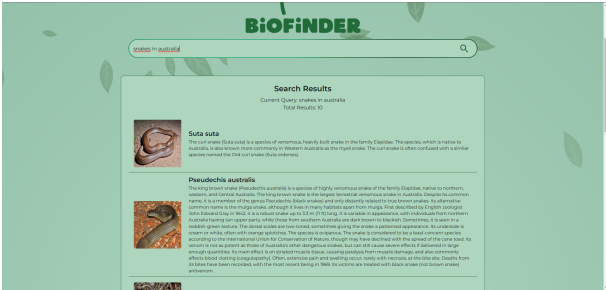 BiOFiNDER
snakes in australia
Search Results
Current Query: snakes in australia
Total Results: 10
Suta suta
The curl snake (Suta suta) is a species of venomous, heavily built snake in the family Elapidae. The species, which is native to
Australia, is also known more commonly in Western Australia as the myall snake. The curl snake is often confused with a similar
species named the Ord curl snake (Suta ordensis).
Pseudechis australis
The king brown snake (Pseudechis australis) is a species of highly venomous snake of the family Elapidae, native to northern,
western, and Central Australia. The king brown snake is the largest terrestrial venomous snake in Australia. Despite its common
name, it is a member of the genus Pseudechis (black snakes) and only distantly related to true brown snakes. Its alternative
common name is the mulga snake, although it lives in many habitats apart from mulga. First described by English zoologist
John Edward Gray in 1842, it is a robust snake up to 3.3 m (11 ft) long. It is variable in appearance, with individuals from northern
Australia having tan upper parts, while those from southern Australia are dark brown to blackish. Sometimes, it is seen in a
reddish-green texture. The dorsal scales are two-toned, sometimes giving the snake a patterned appearance. Its underside is
cream or white, often with orange splotches. The species is oviparous. The snake is considered to be a least-concern species
according to the International Union for Conservation of Nature, though may have declined with the spread of the cane toad. Its
venom is not as potent as those of Australia's other dangerous snakes, but can still cause severe effects if delivered in large
enough quantities. Its main effect is on striated muscle tissue, causing paralysis from muscle damage, and also commonly
affects blood clotting (coagulopathy). Often, extensive pain and swelling occur, rarely with necrosis, at the bite site. Deaths from
its bites have been recorded, with the most recent being in 1969. Its victims are treated with black snake (not brown snake)
antivenom.